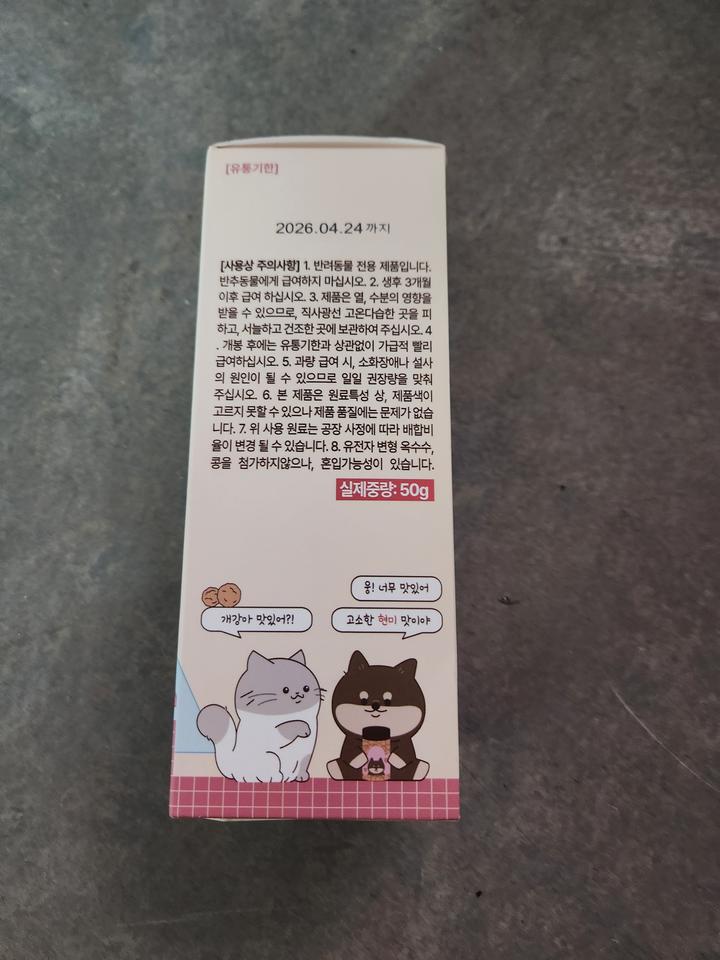 [유통기한]
2026.04.24까지
[사용상 주의사항] 1. 반려동물 전용 제품입니다.
반추동물에게 급여하지 마십시오. 2. 생후 3개월
이후 급여 하십시오. 3. 제품은 열, 수분의 영향을
받을 수 있으므로, 직사광선 고온다습한 곳을 피
하고, 서늘하고 건조한 곳에 보관하여 주십시오. 4
. 개봉 후에는 유통기한과 상관없이 가급적 빨리
급여하십시오. 5. 과량 급여 시, 소화장애나 설사
의 원인이 될 수 있으므로 일일 권장량을 맞춰
주십시오. 6. 본 제품은 원료특성 상, 제품색이
고르지 못할 수 있으나 제품 품질에는 문제가 없습
니다. 7. 위 사용 원료는 공장 사정에 따라 배합비
율이 변경 될 수 있습니다. 8. 유전자 변형 옥수수,
콩을 첨가하지않으나, 혼입가능성이 있습니다.
실제중량: 50g
웅! 너무 맛있어
개강아 맛있어?!
고소한 현미 맛이야